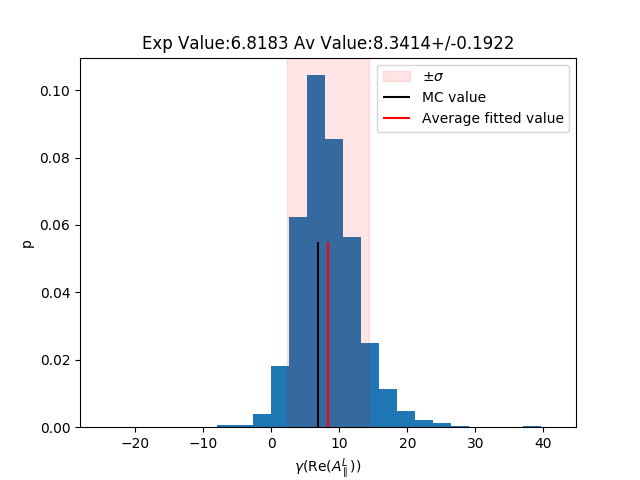 Exp Value:6.8183 Av Value:8.3414+/-0.1922
±σ
MC value
Average fitted value
p
0.10
0.08
0.06
0.04
0.02
0.00
−20
−10
0
10
20
30
40
γ(Re(A_∥^L))